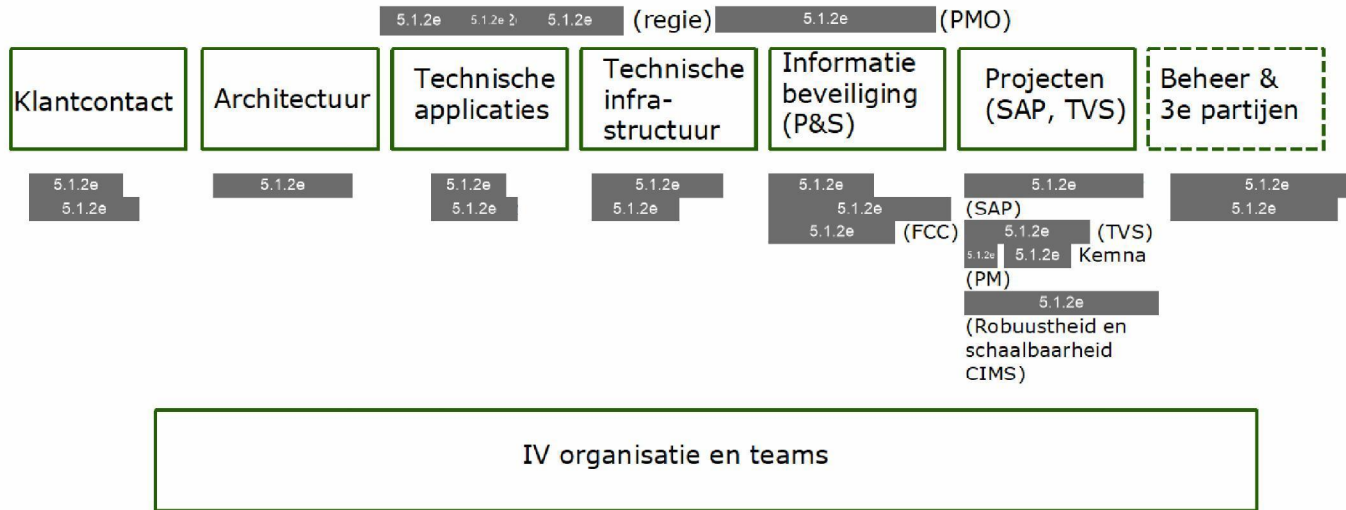 5.1.2e 5.1.2e 2e 5.1.2e (regie) 5.1.2e (PMO)
Klantcontact
Architectuur
Technische
applicaties
Technische
infra-
structuur
Informatie
beveiliging
(P&S)
Projecten
(SAP, TVS)
Beheer &
3e partijen
5.1.2e
5.1.2e
5.1.2e
5.1.2e
5.1.2e
5.1.2e
5.1.2e
5.1.2e
5.1.2e
5.1.2e (FCC)
5.1.2e
(SAP)
5.1.2e (TVS)
5.1.2e 5.1.2e Kemna
(PM)
5.1.2e
(Robuustheid en
schaalbaarheid
CIMS)
5.1.2e
5.1.2e
IV organisatie en teams